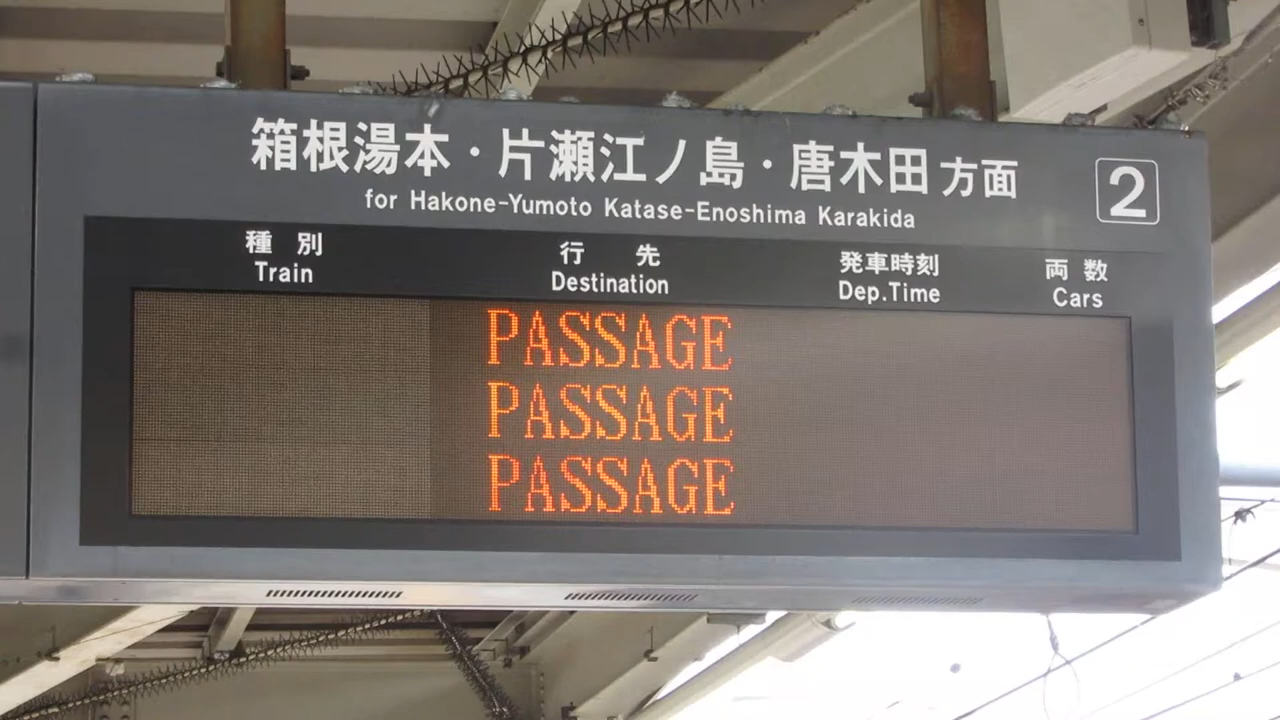 箱根湯本・片瀬江ノ島・唐木田方面 2
for Hakone-Yumoto Katase-Enoshima Karakida
種別 行先 発車時刻 両数
Train Destination Dep.Time Cars
PASSAGE
PASSAGE
PASSAGE